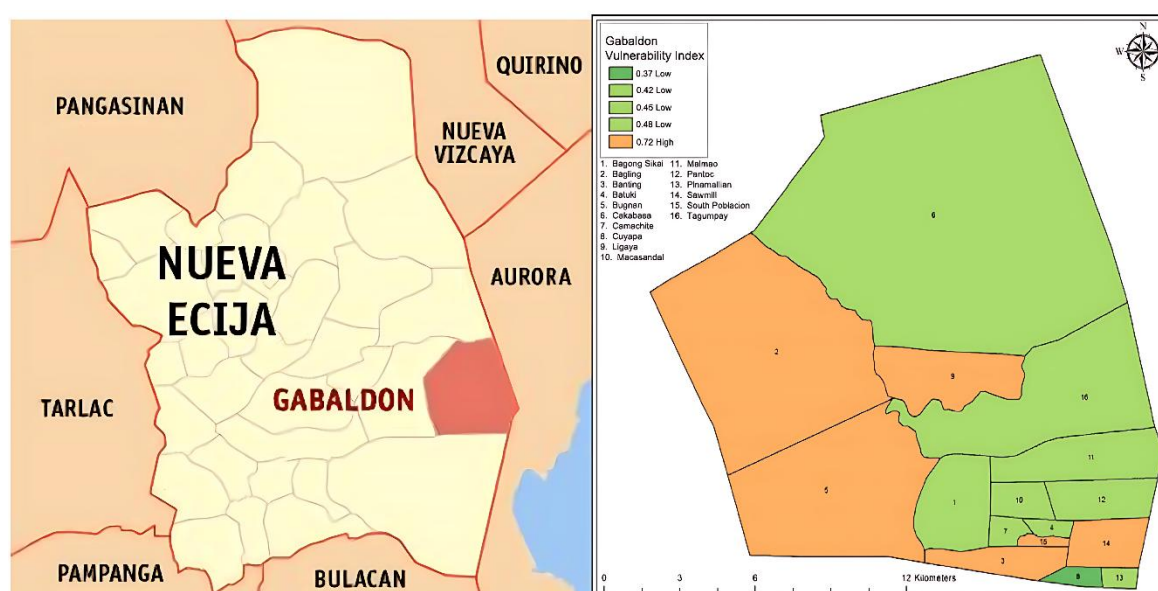 PANGASINAN
QUIRINO
NUEVA
VIZCAYA
NUEVA
ECIJA
AURORA
TARLAC
GABALDON
PAMPANGA
BULACAN
Gabaldon
Vulnerability Index
0.37 Low
0.42 Low
0.45 Low
0.48 Low
0.72 High
1. Bagong Sikat 11. Malinao
2. Bagting 12. Pantoc
3. Banting 13. Pinamalian
4. Batuki 14. Sawmill
5. Bugnan 15. South Poblacion
6. Cakabasa 16. Tagumpay
7. Camachile
8. Cuyapa
9. Ligaya
10. Macasandal
N
W E
S
6
2
9
16
11
5
1
10
12
7
4
15
14
3
8
13
0 3 6 12 Kilometers